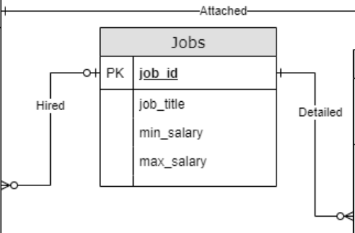 Attached
Jobs
PK job_id
Hired
job_title
Detailed
min_salary
max_salary